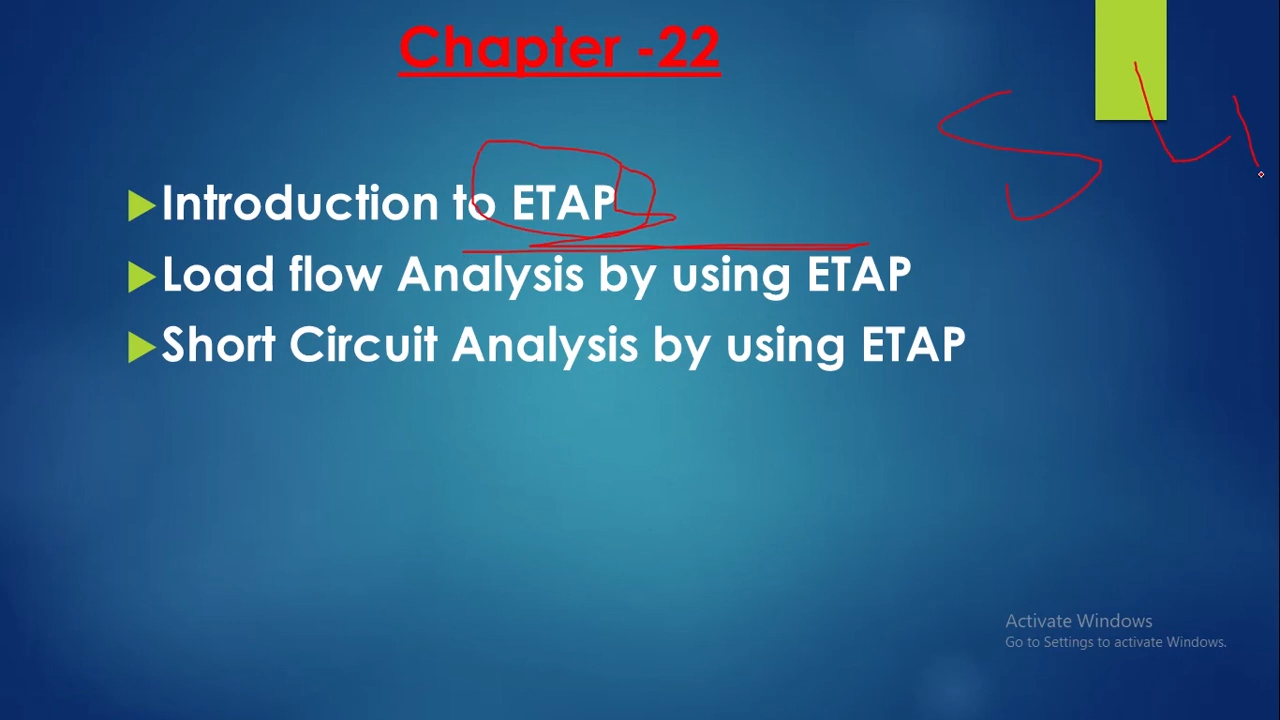 Chapter -22
Introduction to ETAP
Load flow Analysis by using ETAP
Short Circuit Analysis by using ETAP
Activate Windows
Go to Settings to activate Windows.